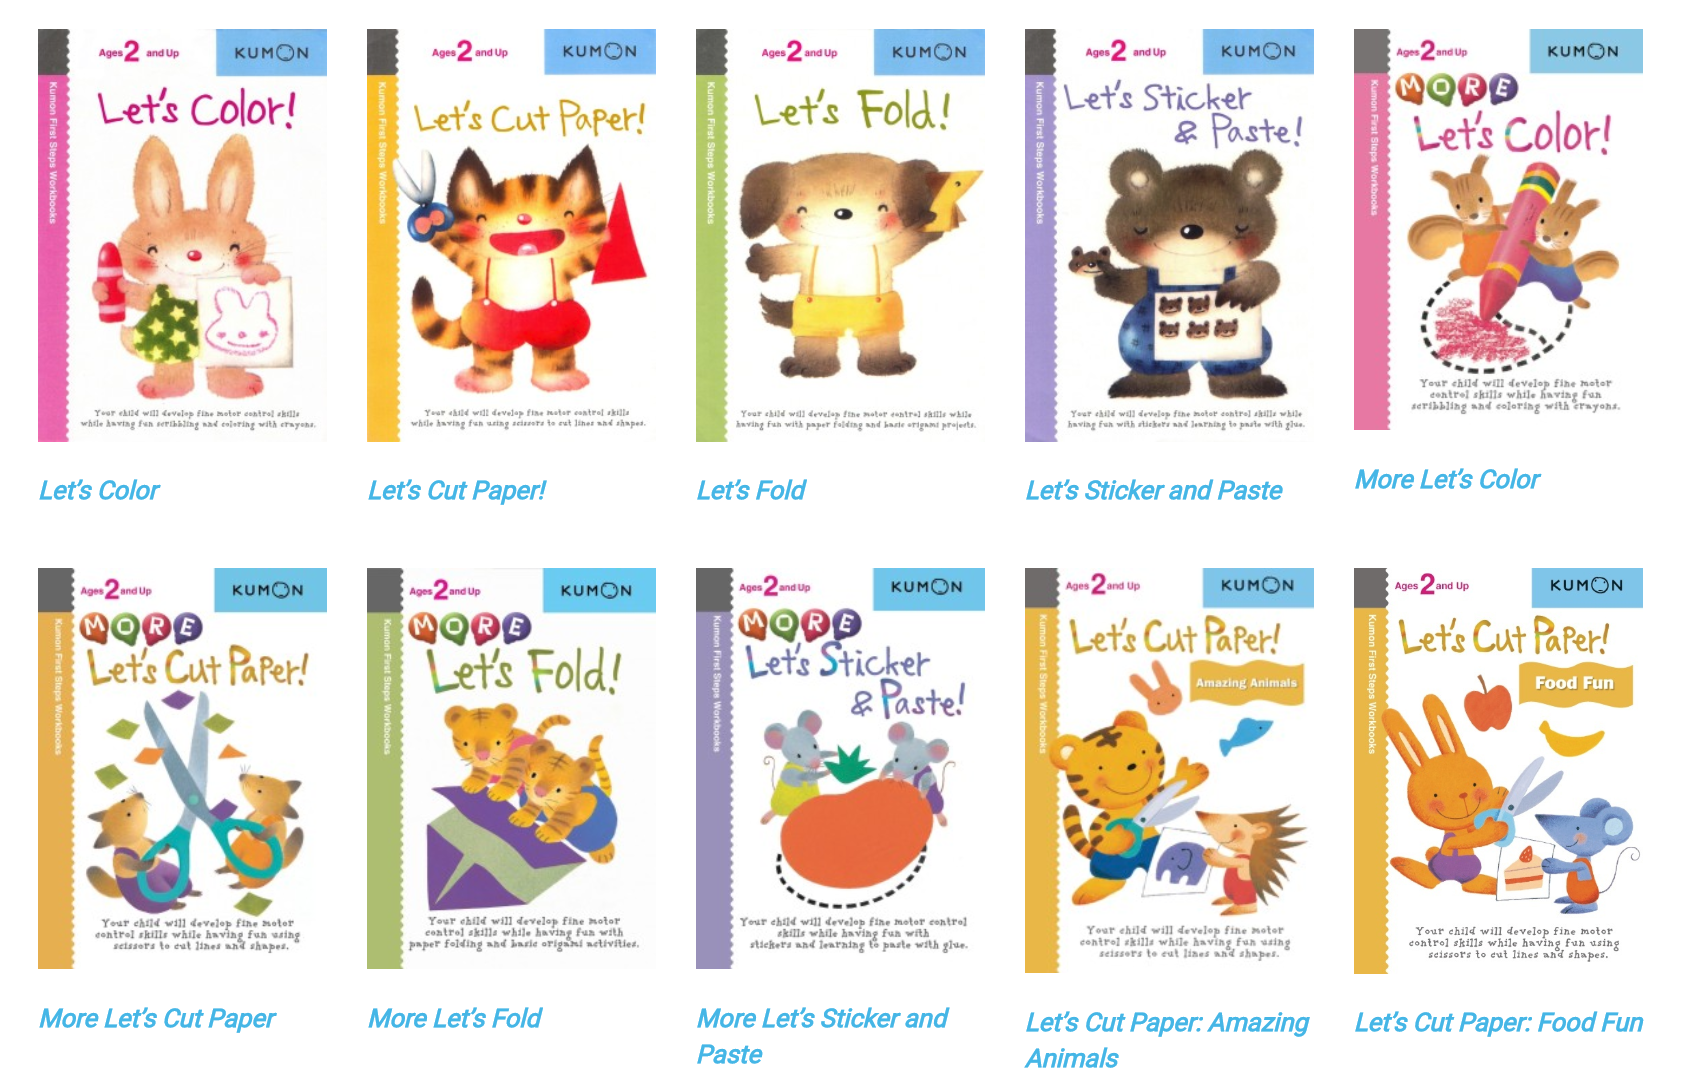 Ages 2 and Up
KUMON
Kumon First Steps Workbooks
Let's Color!
Your child will develop fine motor control skills
while having fun scribbling and coloring with crayons.
Let's Color
Ages 2 and Up
KUMON
Kumon First Steps Workbooks
Let's Cut Paper!
Your child will develop fine motor control skills
while having fun using scissors to cut lines and shapes.
Let's Cut Paper!
Ages 2 and Up
KUMON
Kumon First Steps Workbooks
Let's Fold!
Your child will develop fine motor control skills while
having fun with paper folding and basic origami projects.
Let's Fold
Ages 2 and Up
KUMON
Kumon First Steps Workbooks
Let's Sticker
& Paste!
Your child will develop fine motor control skills while
having fun with stickers and learning to paste with glue.
Let's Sticker and Paste
Ages 2 and Up
KUMON
Kumon First Steps Workbooks
MORE
Let's Color!
Your child will develop fine motor
control skills while having fun
scribbling and coloring with crayons.
More Let's Color
Ages 2 and Up
KUMON
Kumon First Steps Workbooks
MORE
Let's Cut Paper!
Your child will develop fine motor
control skills while having fun using
scissors to cut lines and shapes.
More Let's Cut Paper
Ages 2 and Up
KUMON
Kumon First Steps Workbooks
MORE
Let's Fold!
Your child will develop fine motor
control skills while having fun with
paper folding and basic origami activities.
More Let's Fold
Ages 2 and Up
KUMON
Kumon First Steps Workbooks
MORE
Let's Sticker
& Paste!
Your child will develop fine motor control
skills while having fun with
stickers and learning to paste with glue.
More Let's Sticker and
Paste
Ages 2 and Up
KUMON
Kumon First Steps Workbooks
Let's Cut Paper!
Amazing Animals
Your child will develop fine motor
control skills while having fun using
scissors to cut lines and shapes.
Let's Cut Paper: Amazing
Animals
Ages 2 and Up
KUMON
Kumon First Steps Workbooks
Let's Cut Paper!
Food Fun
Your child will develop fine motor
control skills while having fun using
scissors to cut lines and shapes.
Let's Cut Paper: Food Fun